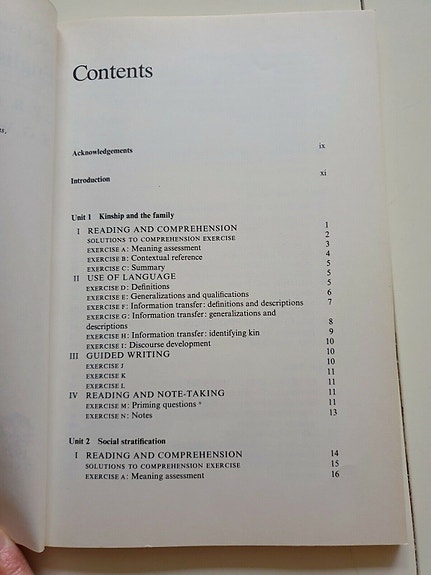 Contents
Acknowledgements ix
Introduction xi
Unit 1 Kinship and the family
I READING AND COMPREHENSION 1
SOLUTIONS TO COMPREHENSION EXERCISE 2
EXERCISE A: Meaning assessment 3
EXERCISE B: Contextual reference 4
EXERCISE C: Summary 5
II USE OF LANGUAGE 5
EXERCISE D: Definitions 5
EXERCISE E: Generalizations and qualifications 6
EXERCISE F: Information transfer: definitions and descriptions 7
EXERCISE G: Information transfer: generalizations and
descriptions 8
EXERCISE H: Information transfer: identifying kin 9
EXERCISE I: Discourse development 10
III GUIDED WRITING 10
EXERCISE J 10
EXERCISE K 11
EXERCISE L 11
IV READING AND NOTE-TAKING 11
EXERCISE M: Priming questions 11
EXERCISE N: Notes 13
Unit 2 Social stratification
I READING AND COMPREHENSION 14
SOLUTIONS TO COMPREHENSION EXERCISE 15
EXERCISE A: Meaning assessment 16